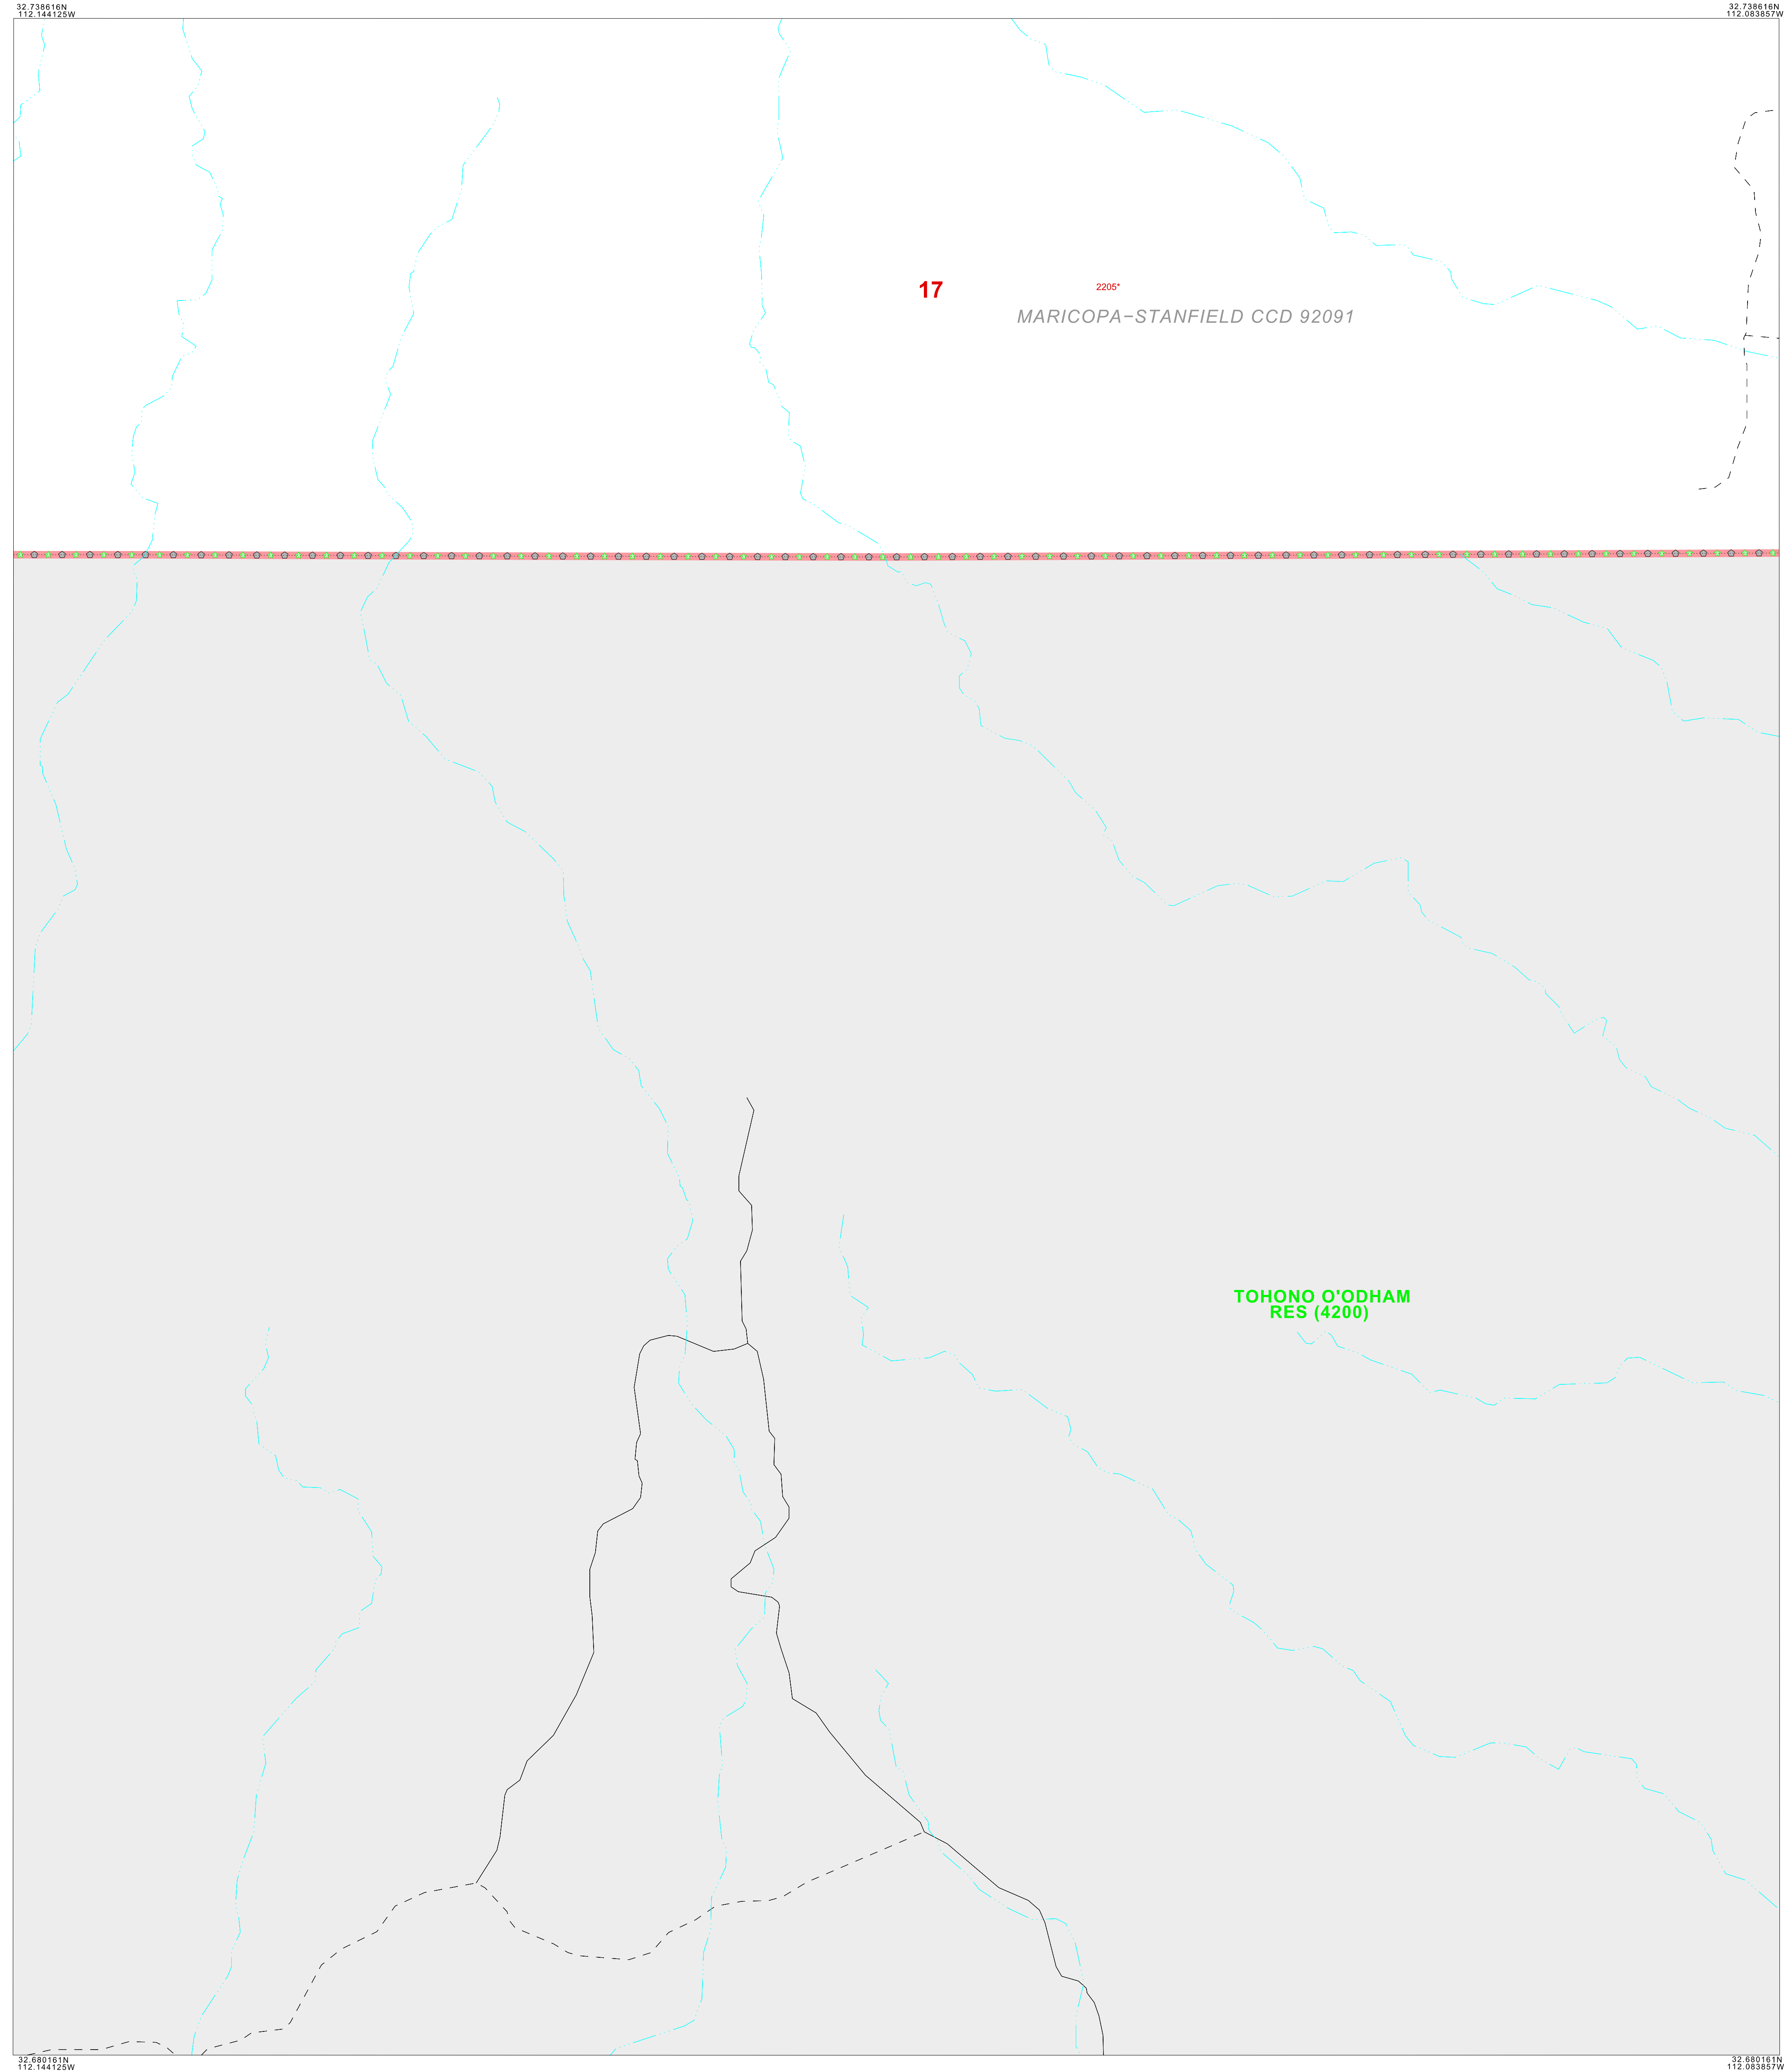 32.738616N
112.144125W
32.738616N
112.083857W
17
2205*
MARICOPA-STANFIELD CCD 92091
TOHONO O'ODHAM
RES (4200)
32.680161N
112.144125W
32.680161N
112.083857W